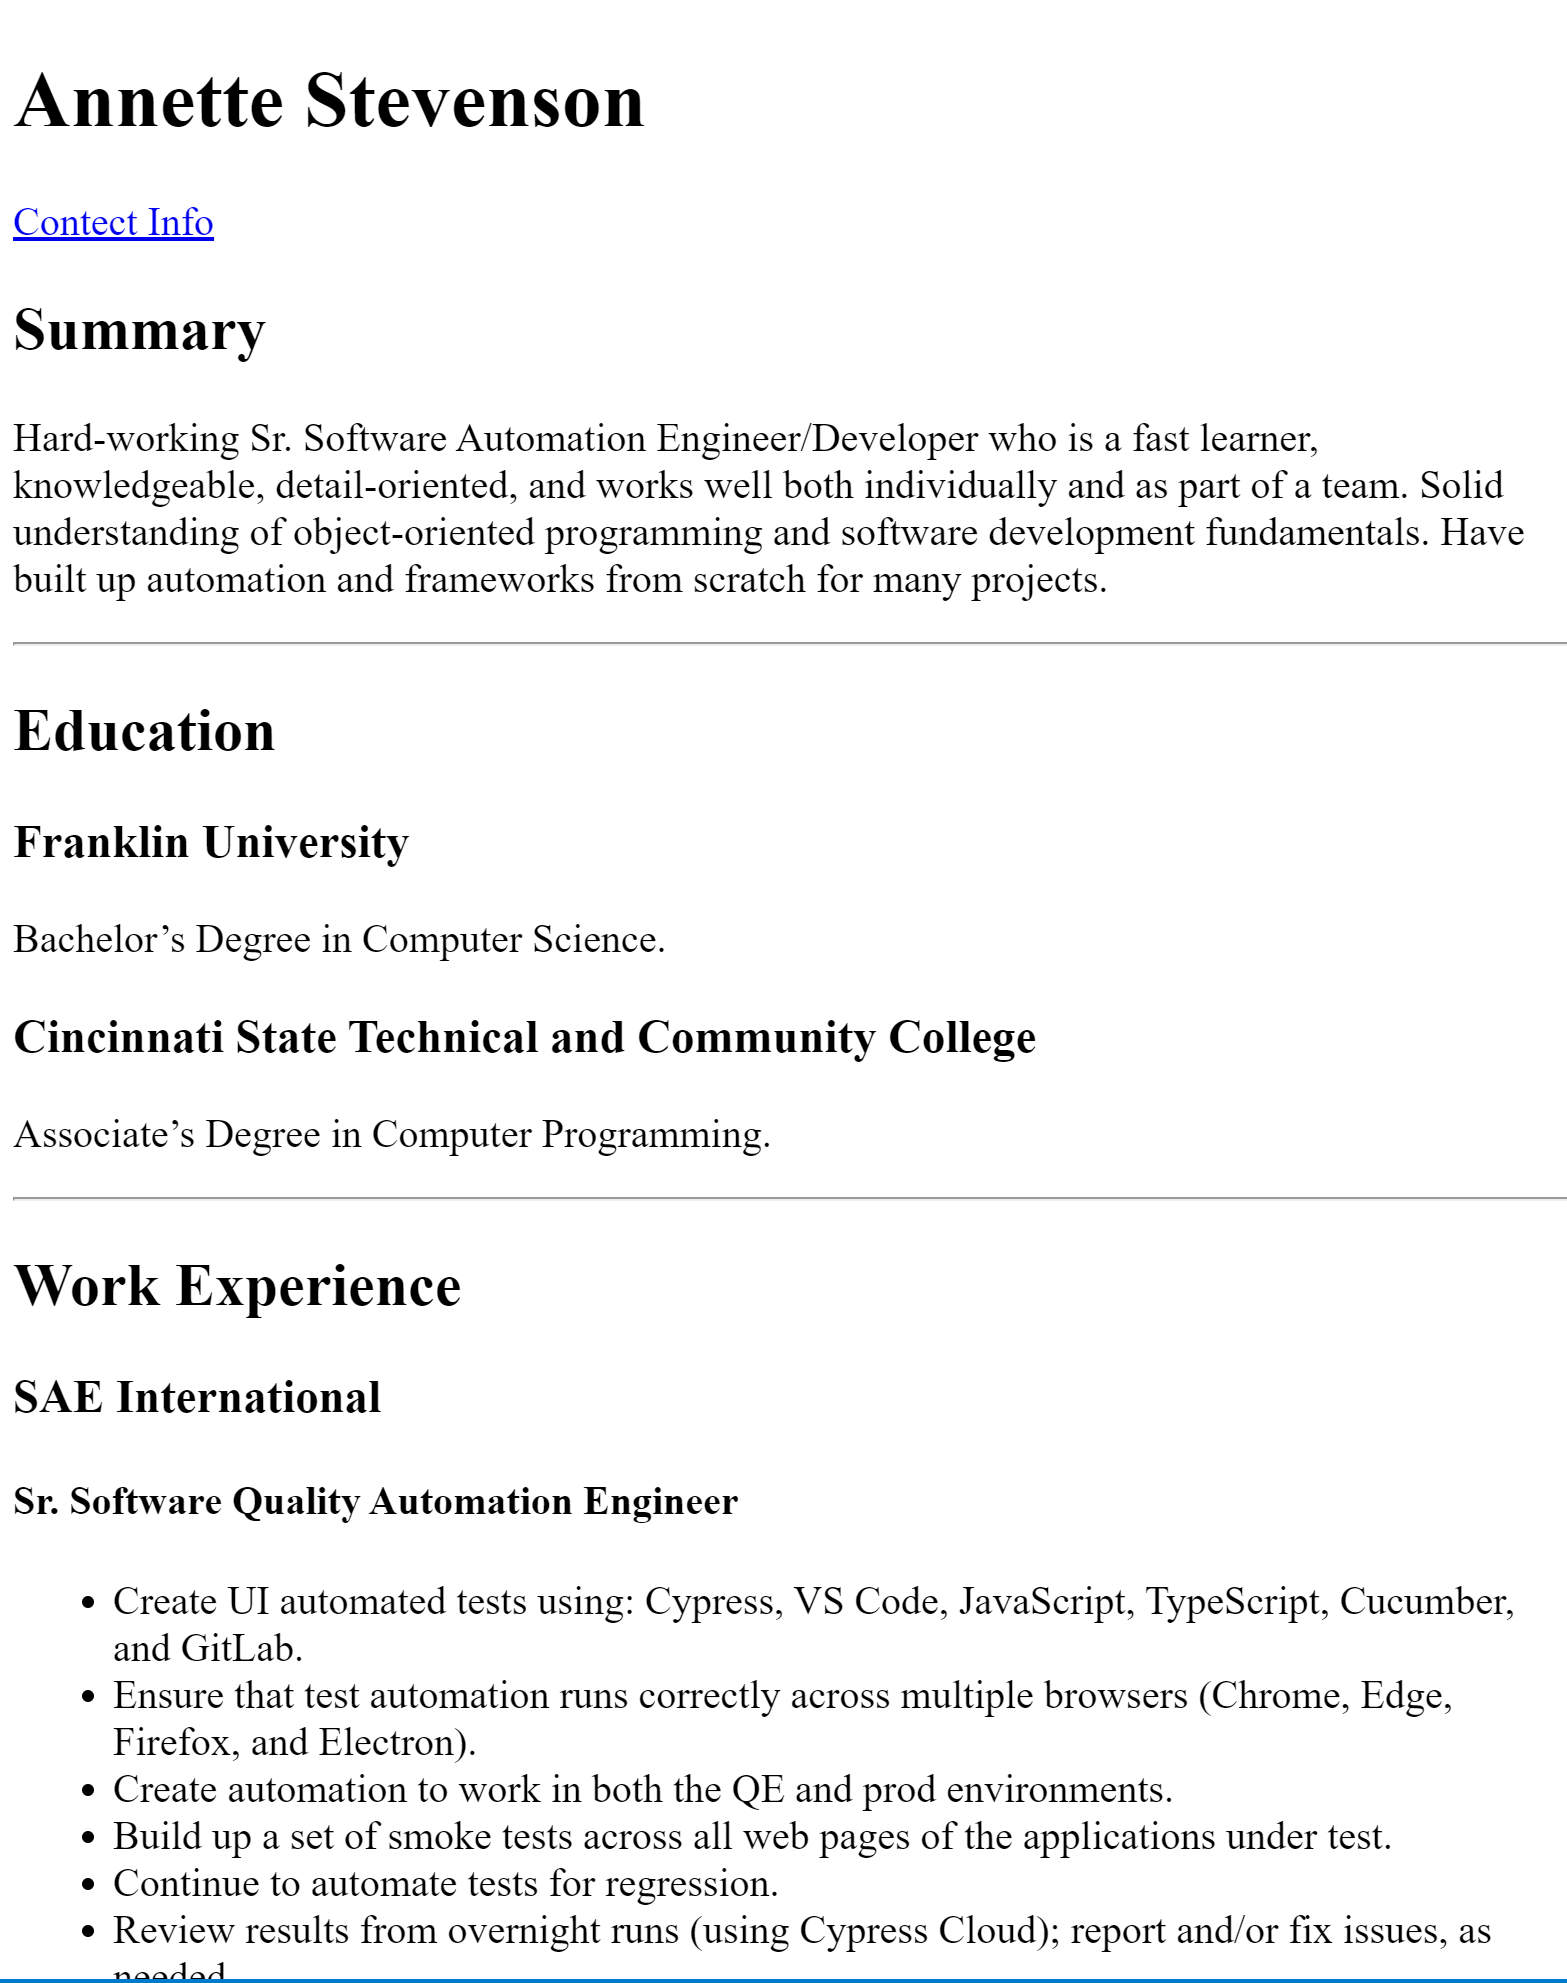 Annette Stevenson
Contect Info
Summary
Hard-working Sr. Software Automation Engineer/Developer who is a fast learner,
knowledgeable, detail-oriented, and works well both individually and as part of a team. Solid
understanding of object-oriented programming and software development fundamentals. Have
built up automation and frameworks from scratch for many projects.
Education
Franklin University
Bachelor’s Degree in Computer Science.
Cincinnati State Technical and Community College
Associate’s Degree in Computer Programming.
Work Experience
SAE International
Sr. Software Quality Automation Engineer
• Create UI automated tests using: Cypress, VS Code, JavaScript, TypeScript, Cucumber,
and GitLab.
• Ensure that test automation runs correctly across multiple browsers (Chrome, Edge,
Firefox, and Electron).
• Create automation to work in both the QE and prod environments.
• Build up a set of smoke tests across all web pages of the applications under test.
• Continue to automate tests for regression.
• Review results from overnight runs (using Cypress Cloud); report and/or fix issues, as
needed